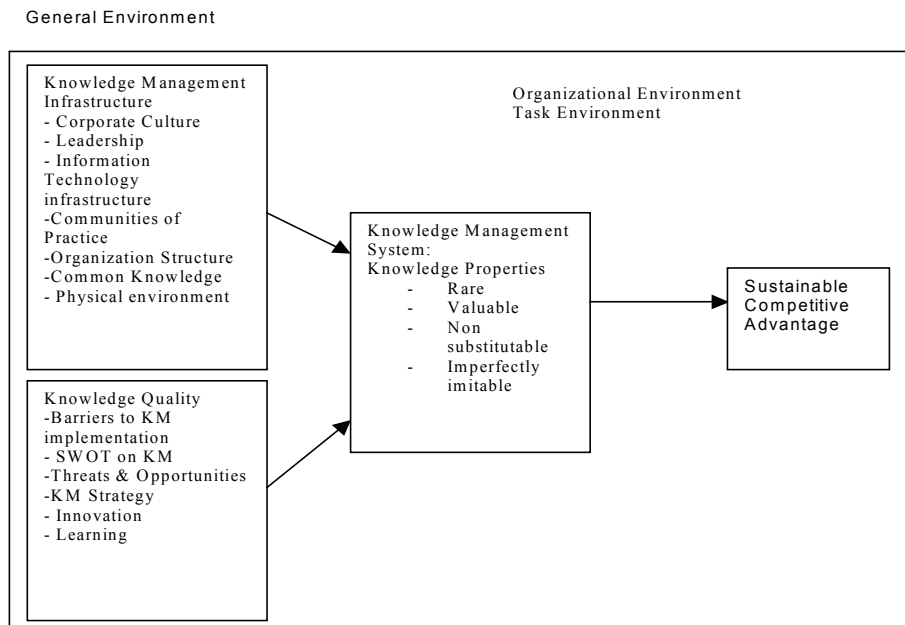 General Environment
Knowledge Management
Infrastructure
- Corporate Culture
- Leadership
- Information
Technology
infrastructure
-Communities of
Practice
-Organization Structure
-Common Knowledge
- Physical environment
Organizational Environment
Task Environment
Knowledge Management
System:
Knowledge Properties
- Rare
- Valuable
- Non
substitutable
- Imperfectly
imitable
Sustainable
Competitive
Advantage
Knowledge Quality
-Barriers to KM
implementation
- SWOT on KM
-Threats & Opportunities
-KM Strategy
- Innovation
- Learning